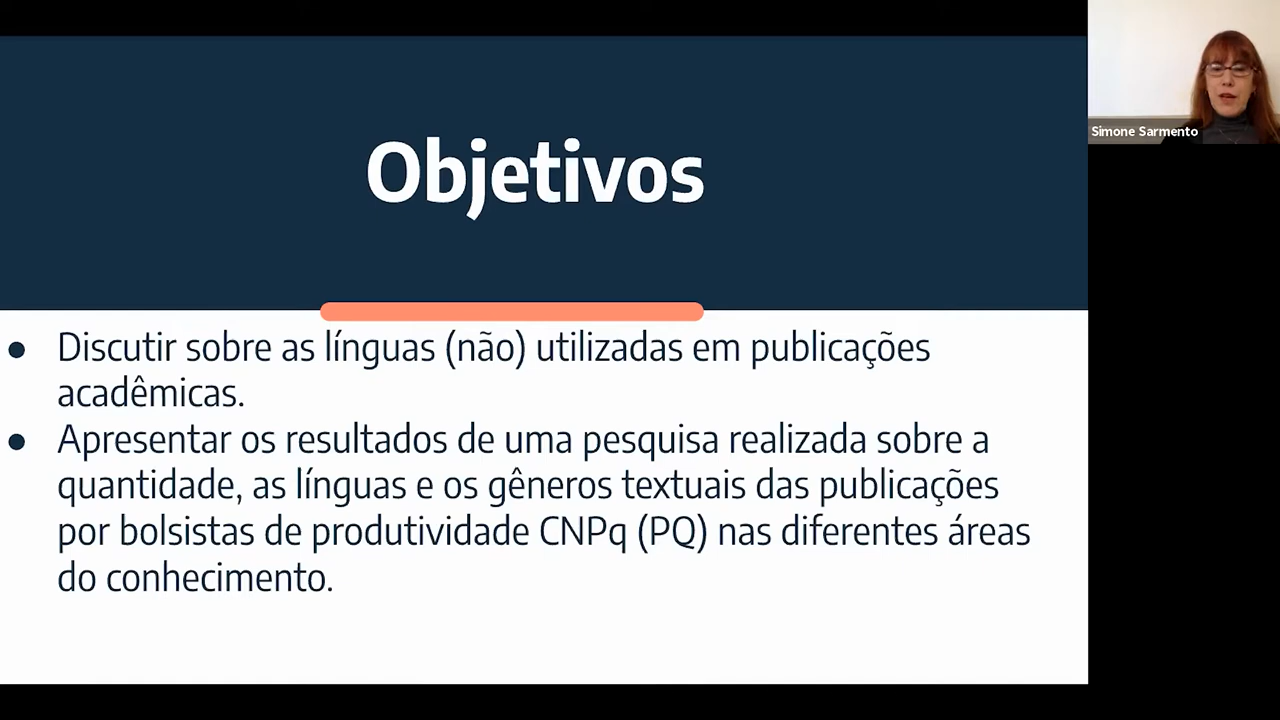 Objetivos
Simone Sarmento
● Discutir sobre as línguas (não) utilizadas em publicações
acadêmicas.
● Apresentar os resultados de uma pesquisa realizada sobre a
quantidade, as línguas e os gêneros textuais das publicações
por bolsistas de produtividade CNPq (PQ) nas diferentes áreas
do conhecimento.